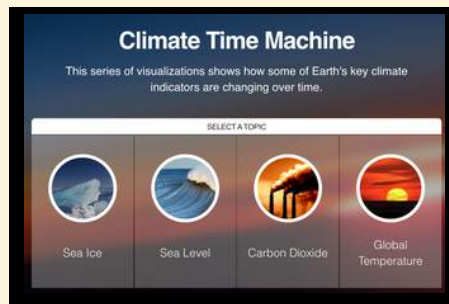 Climate Time Machine
This series of visualizations shows how some of Earth's key climate
indicators are changing over time.
SELECT A TOPIC
Sea Ice
Sea Level
Carbon Dioxide
Global
Temperature